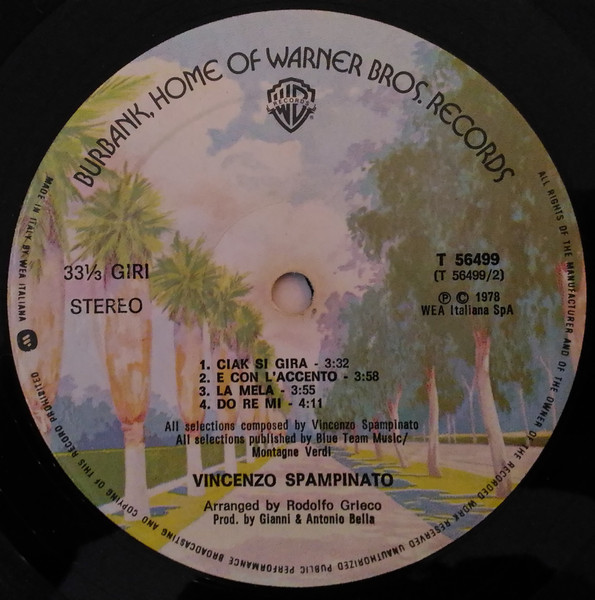 BURBANK, HOME OF WARNER BROS. RECORDS
WB
RECORDS
®
33⅓ GIRI
STEREO
T 56499
(T 56499/2)
Ⓟ © 1978
WEA Italiana SpA
1. CIAK SI GIRA - 3:32
2. E CON L'ACCENTO - 3:58
3. LA MELA - 3:55
4. DO RE MI - 4:11
All selections composed by Vincenzo Spampinato
All selections published by Blue Team Music/
Montagne Verdi
VINCENZO SPAMPINATO
Arranged by Rodolfo Grieco
Prod. by Gianni & Antonio Bella
ALL RIGHTS OF THE MANUFACTURER AND OF THE OWNER OF THE RECORDED WORK RESERVED UNAUTHORIZED PUBLIC PERFORMANCE BROADCASTING AND COPYING OF THIS RECORD PROHIBITED
MADE IN ITALY BY WEA ITALIANA